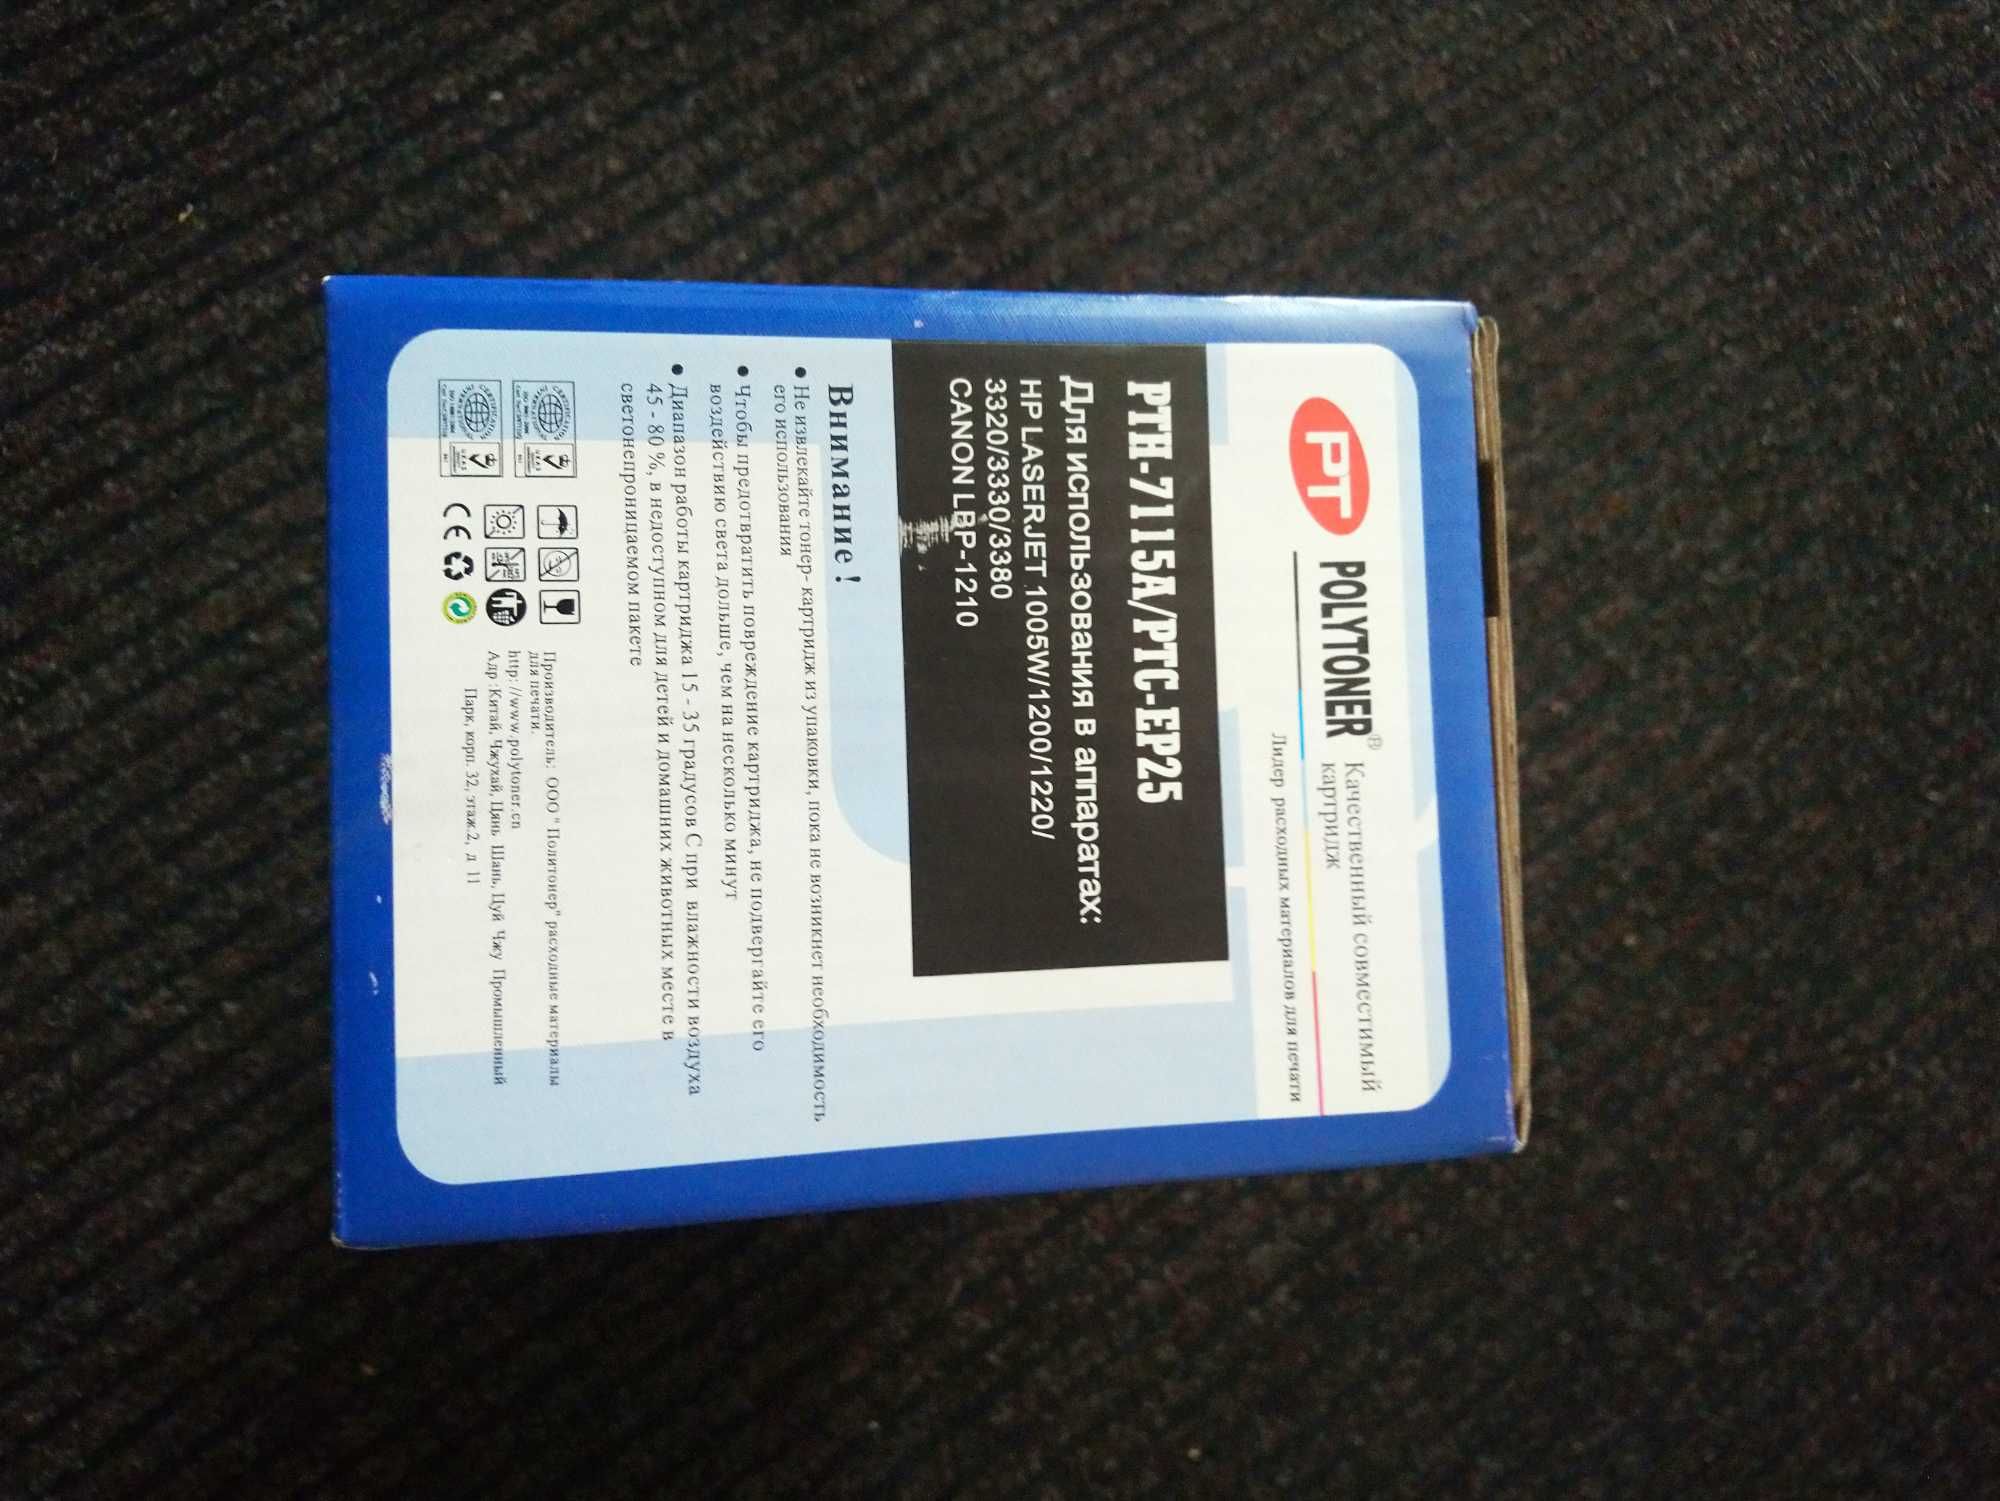 PT
POLYTONER®
Качественный совместимый
картридж
Лидер расходных материалов для печати
PTH-7115A/PTC-EP25
Для использования в аппаратах:
HP LASERJET 1005W/1200/1220/
3320/3330/3380
CANON LBP-1210
Внимание!
● Не извлекайте тонер- картридж из упаковки, пока не возникнет необходимость
его использования
● Чтобы предотвратить повреждение картриджа, не подвергайте его
воздействию света дольше, чем на несколько минут
● Диапазон работы картриджа 15 - 35 градусов С при влажности воздуха
45 - 80 %, в недоступном для детей и домашних животных месте в
светонепроницаемом пакете
Производитель: ООО "Политонер" расходные материалы
для печати.
http: //www.polytoner.cn
Адр :Китай, Чжухай, Цянь Шань, Цуй Чжу Промышленный
Парк, корп. 32, этаж.2, д 11
CE